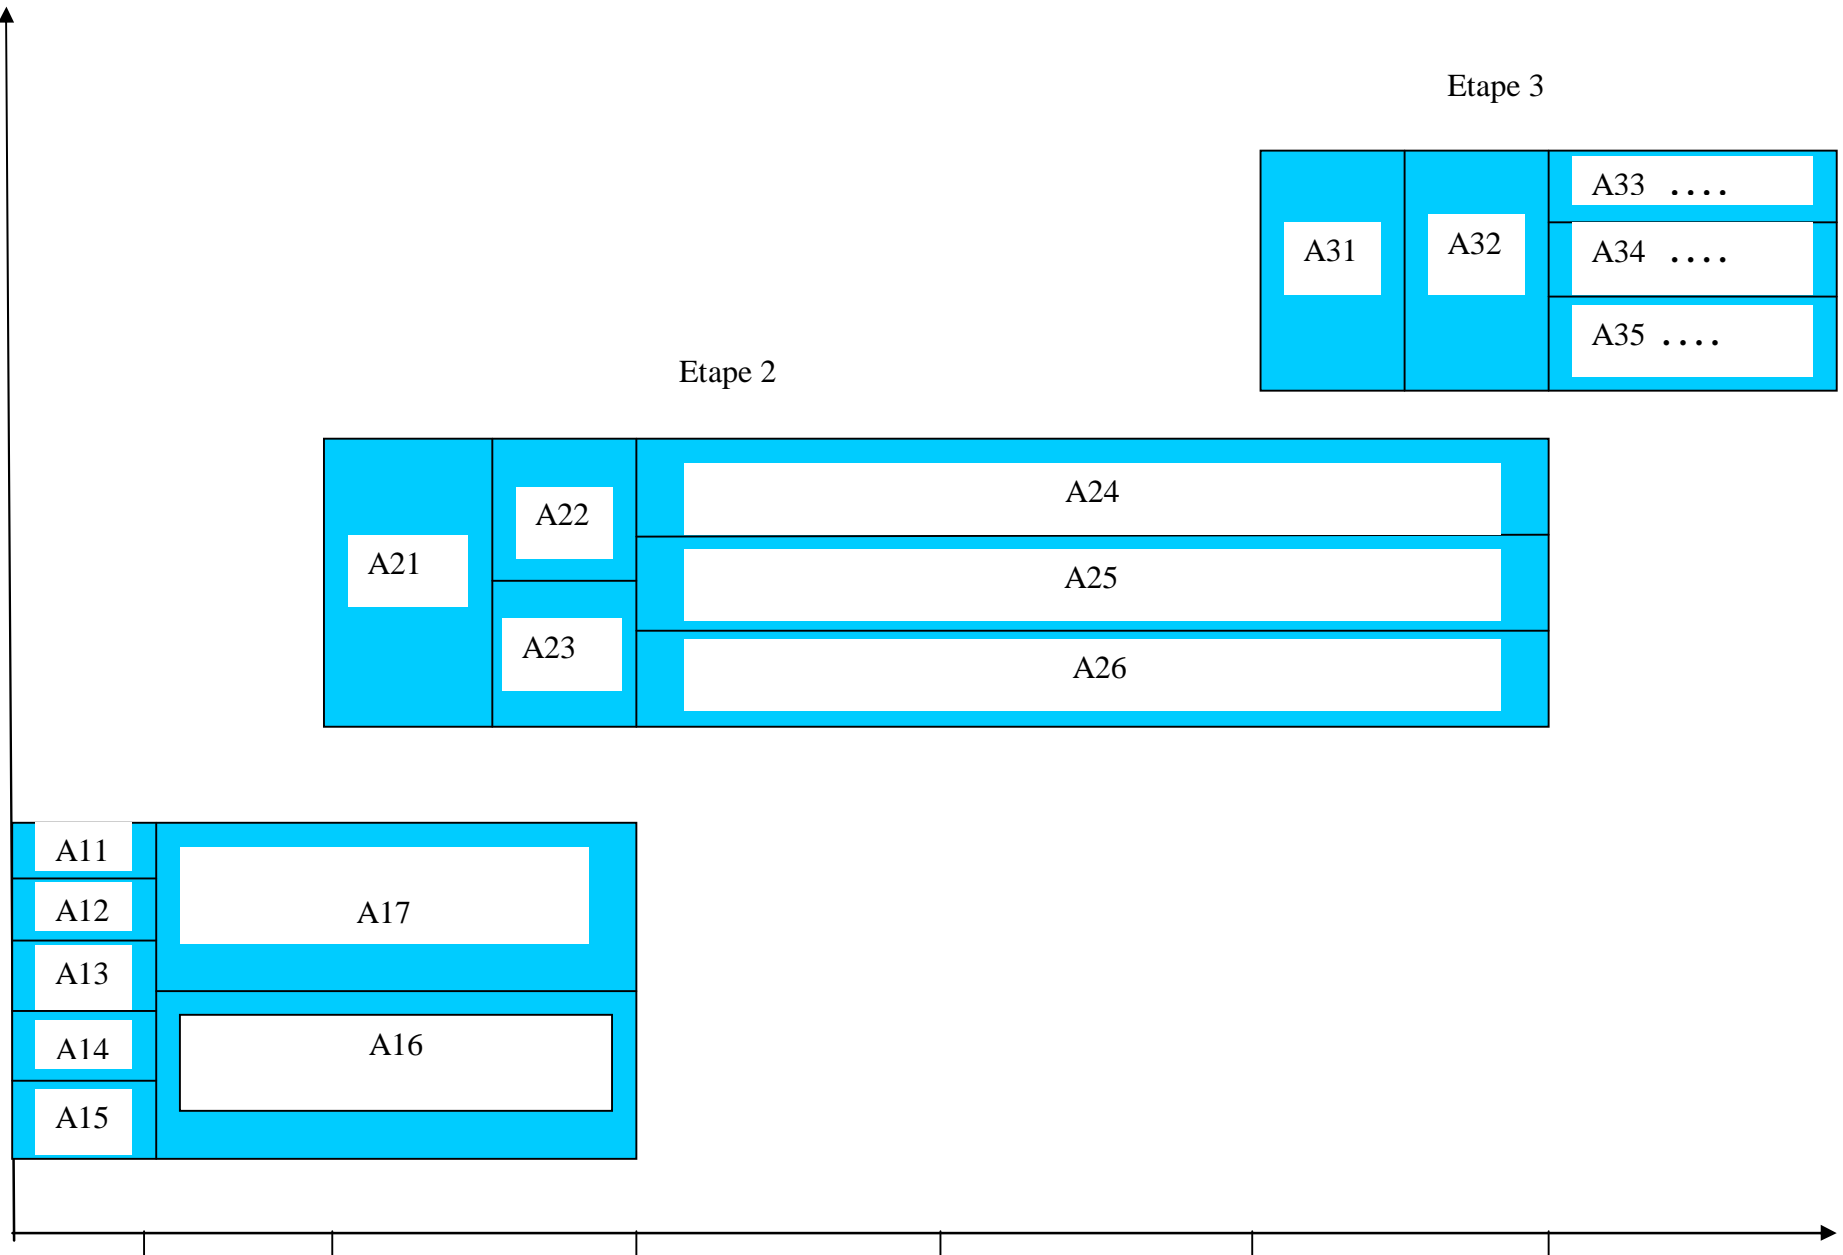 Etape 3
A33 ....
A31
A32
A34 ....
A35 ....
Etape 2
A24
A22
A21
A25
A23
A26
A11
A12
A17
A13
A14
A16
A15